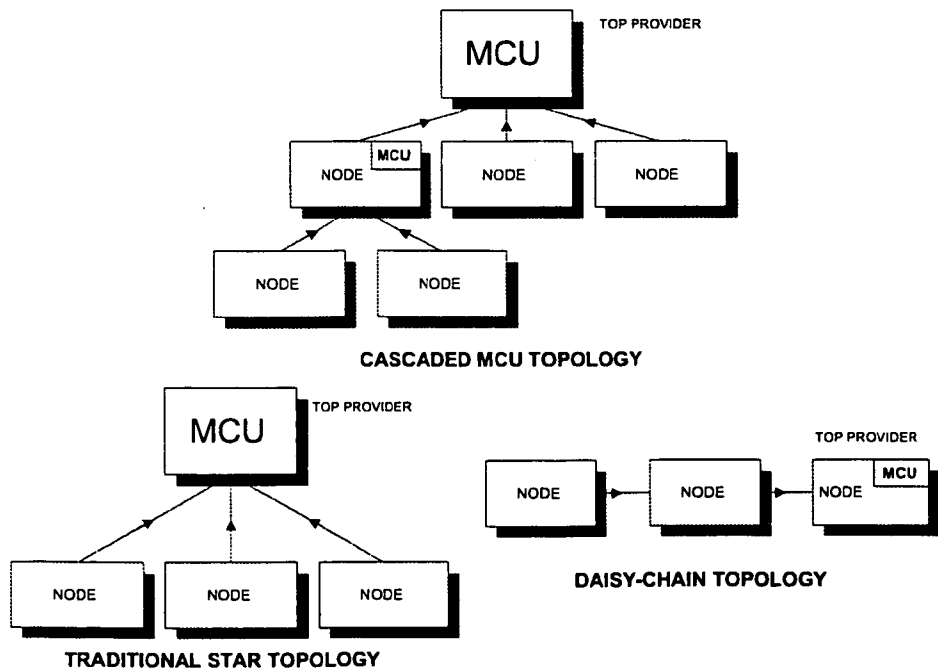 TOP PROVIDER
MCU
MCU
NODE
NODE
NODE
NODE
NODE
CASCADED MCU TOPOLOGY
TOP PROVIDER
MCU
NODE
NODE
NODE
TRADITIONAL STAR TOPOLOGY
TOP PROVIDER
NODE
NODE
NODE
MCU
DAISY-CHAIN TOPOLOGY